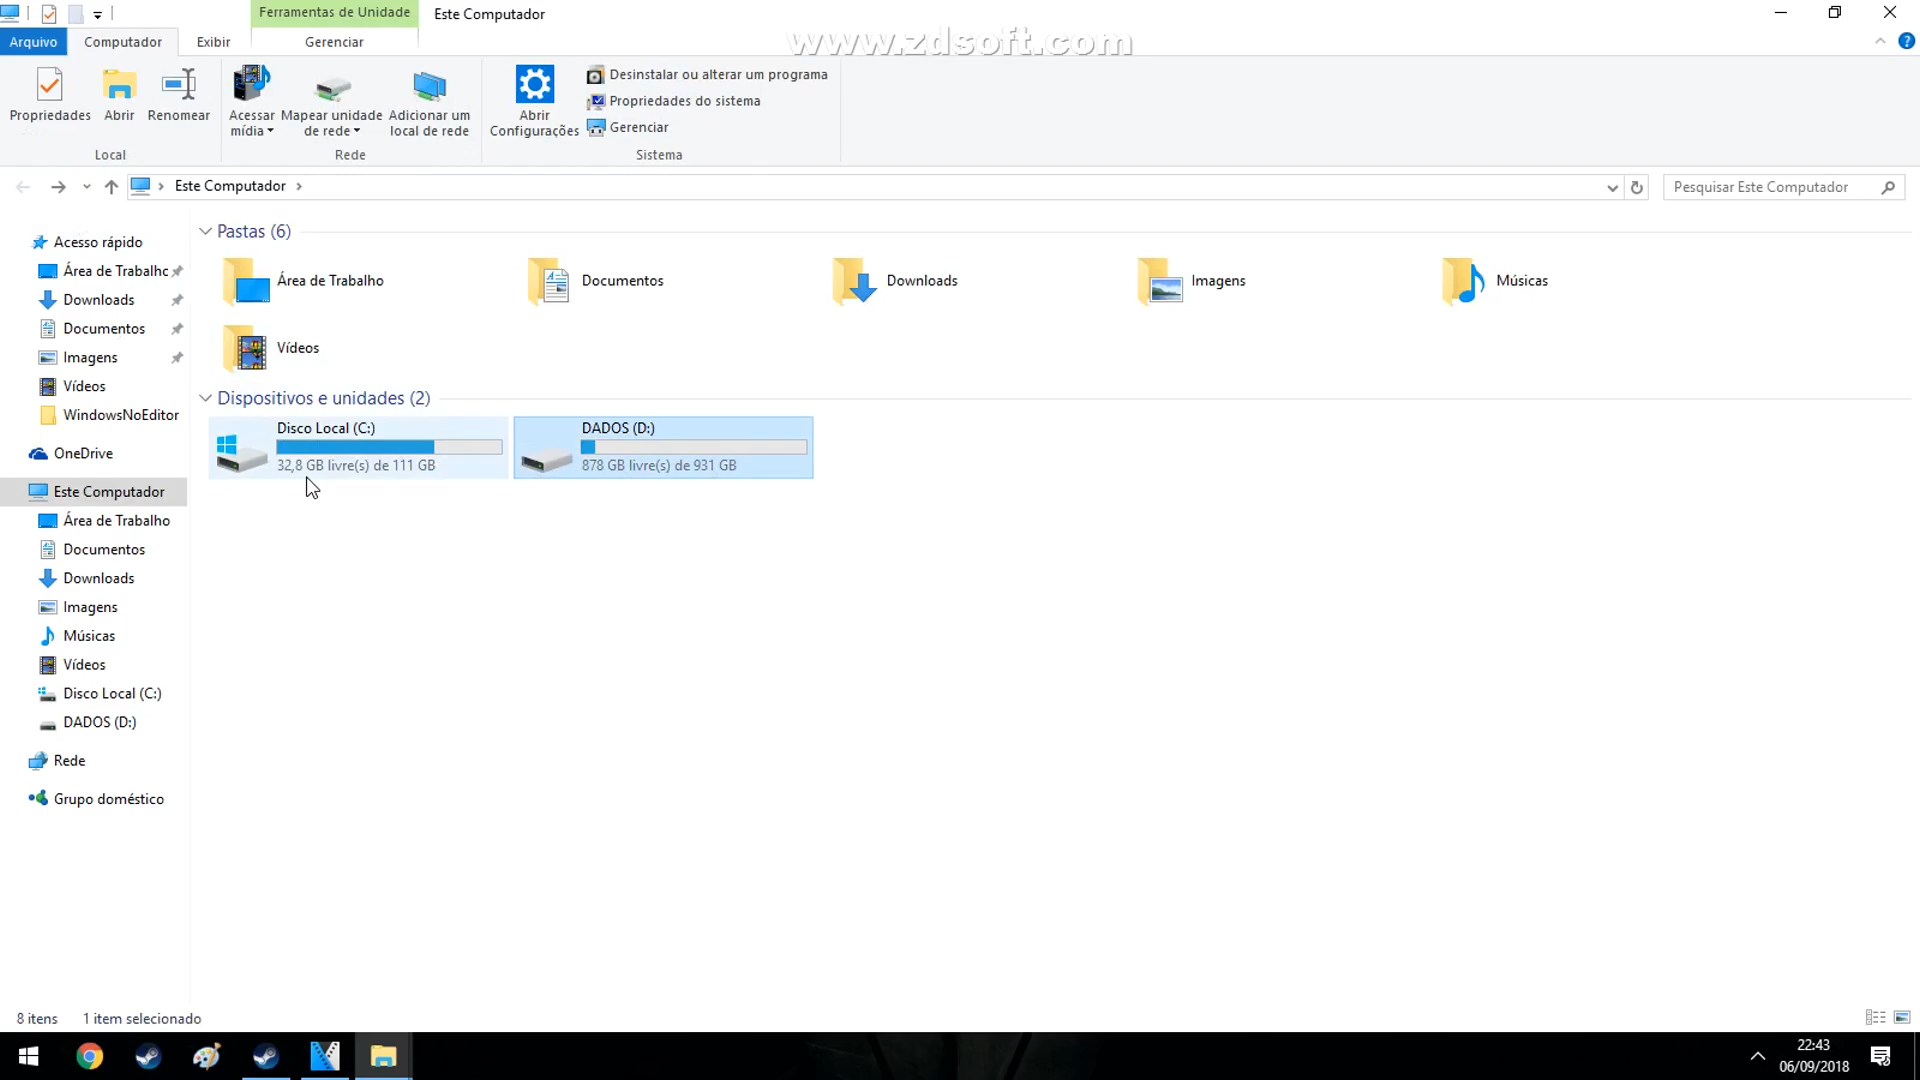 Ferramentas de Unidade
Este Computador
Arquivo
Computador
Exibir
Gerenciar
www.zdsoft.com
Propriedades
Abrir
Renomear
Acessar
mídia
Mapear unidade
de rede
Adicionar um
local de rede
Abrir
Configurações
Desinstalar ou alterar um programa
Propriedades do sistema
Gerenciar
Local
Rede
Sistema
Este Computador
Pesquisar Este Computador
Acesso rápido
Área de Trabalho
Downloads
Documentos
Imagens
Vídeos
WindowsNoEditor
OneDrive
Este Computador
Área de Trabalho
Documentos
Downloads
Imagens
Músicas
Vídeos
Disco Local (C:)
DADOS (D:)
Rede
Grupo doméstico
Pastas (6)
Área de Trabalho
Documentos
Downloads
Imagens
Músicas
Vídeos
Dispositivos e unidades (2)
Disco Local (C:)
32,8 GB livre(s) de 111 GB
DADOS (D:)
878 GB livre(s) de 931 GB
8 itens
1 item selecionado
22:43
06/09/2018